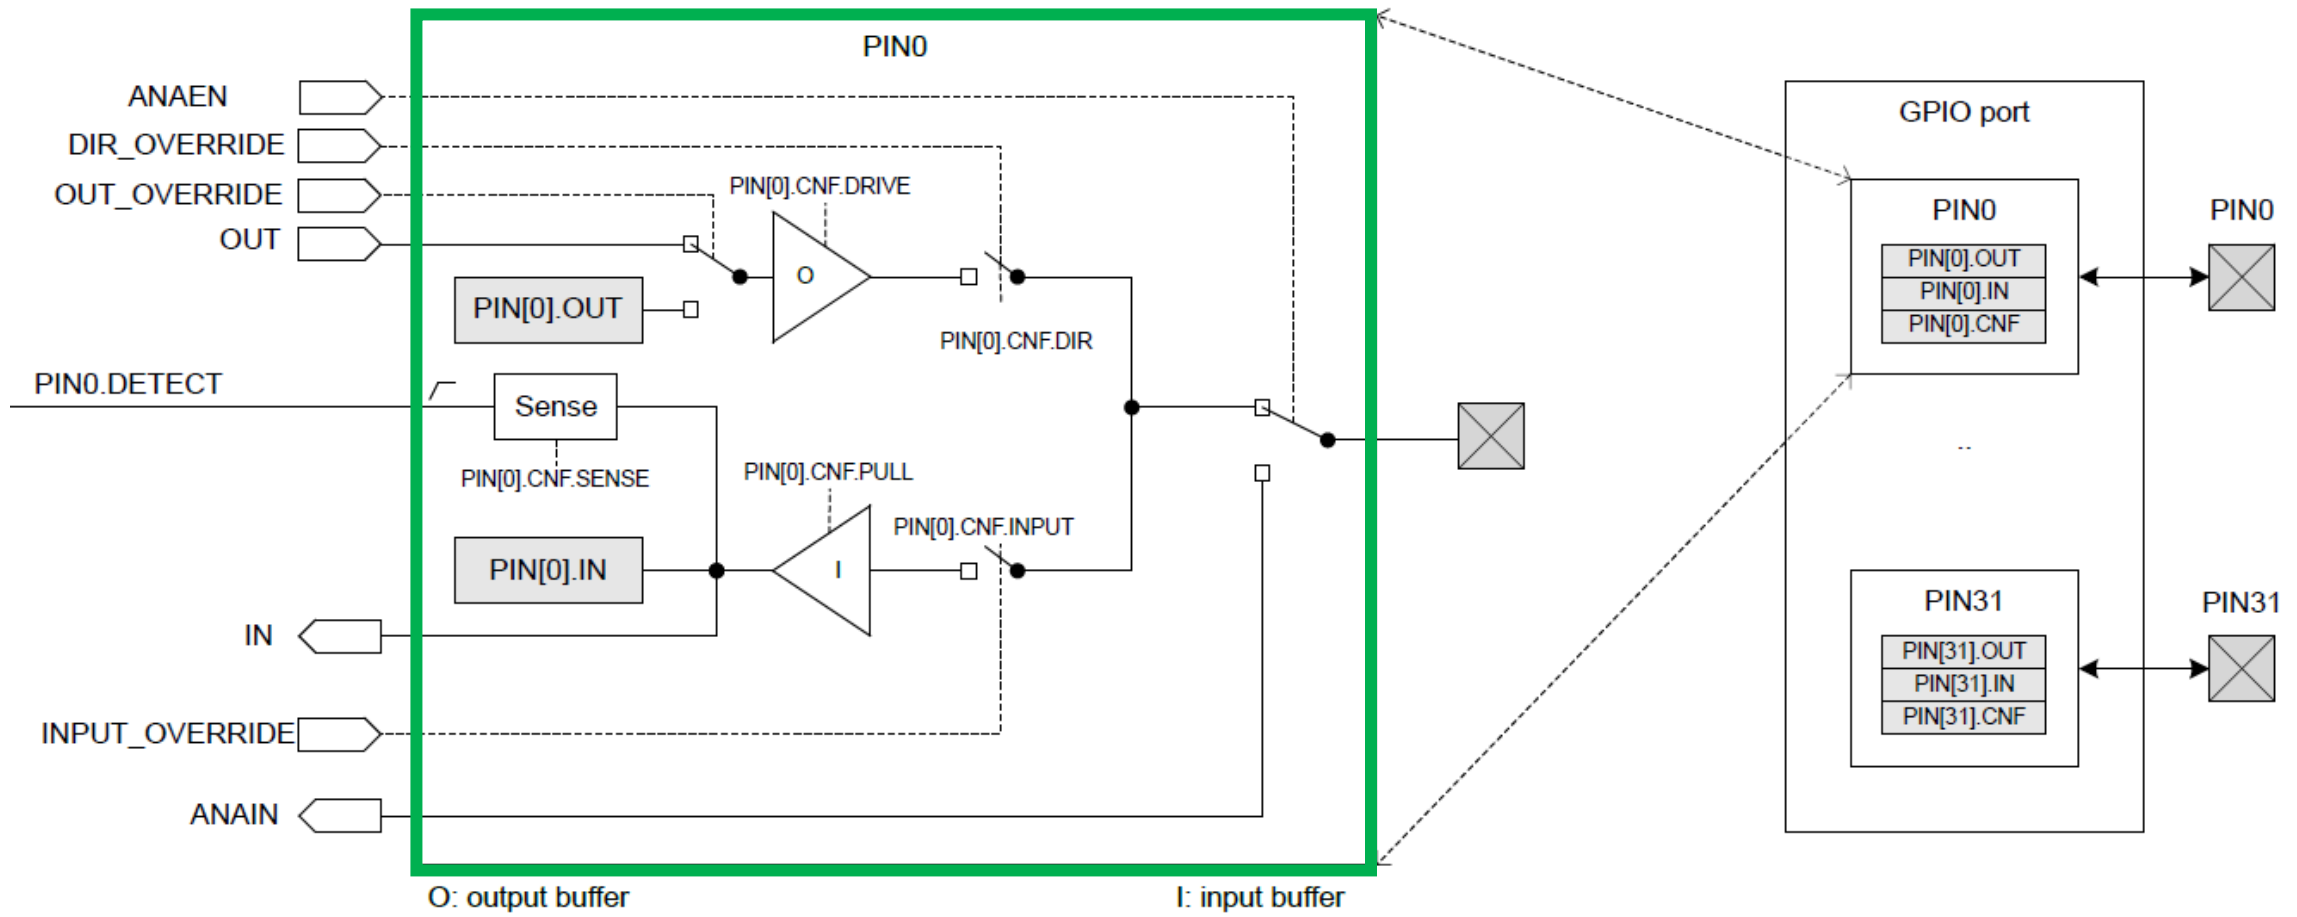 PIN0
ANAEN
DIR_OVERRIDE
OUT_OVERRIDE
OUT
PIN[0].CNF.DRIVE
O
PIN[0].OUT
PIN[0].CNF.DIR
PIN0.DETECT
Sense
PIN[0].CNF.SENSE
PIN[0].CNF.PULL
PIN[0].CNF.INPUT
I
PIN[0].IN
IN
INPUT_OVERRIDE
ANAIN
O: output buffer
I: input buffer
GPIO port
PIN0
PIN[0].OUT
PIN[0].IN
PIN[0].CNF
PIN0
..
PIN31
PIN[31].OUT
PIN[31].IN
PIN[31].CNF
PIN31